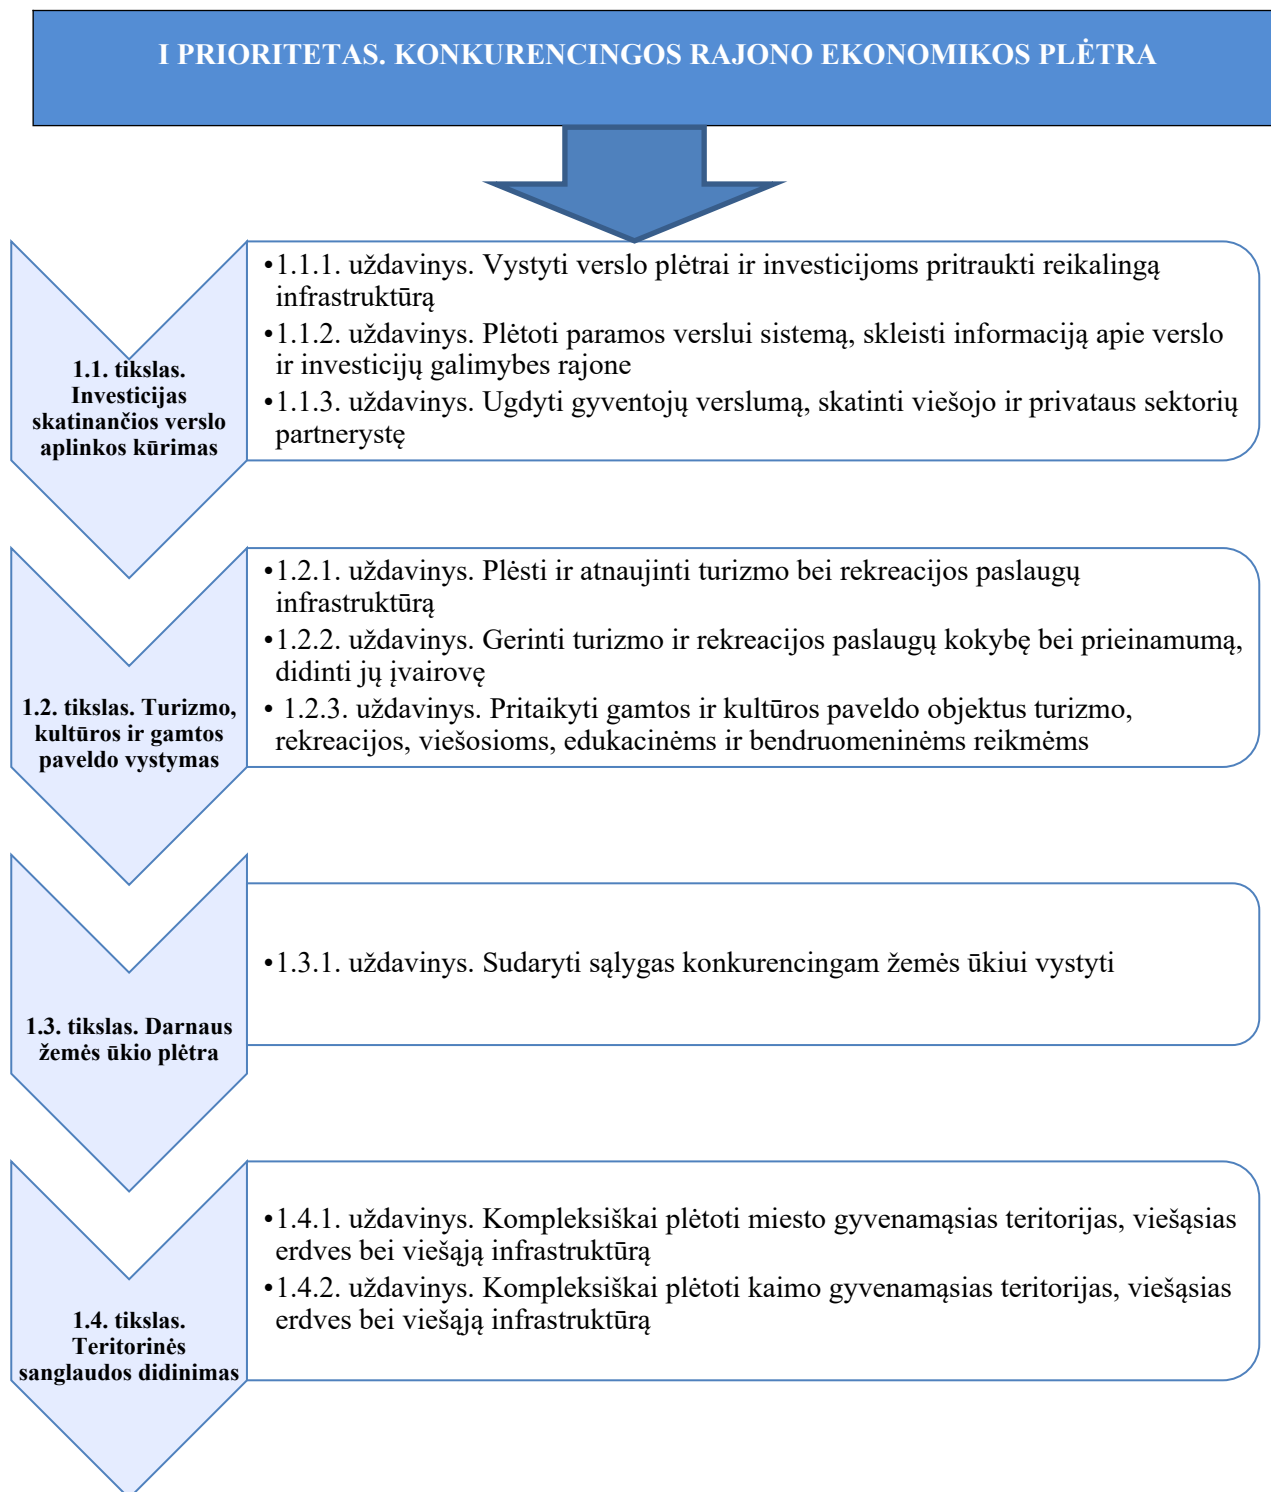 I PRIORITETAS. KONKURENCINGOS RAJONO EKONOMIKOS PLĖTRA
1.1. tikslas.
Investicijas
skatinančios verslo
aplinkos kūrimas
•1.1.1. uždavinys. Vystyti verslo plėtrai ir investicijoms pritraukti reikalingą
infrastruktūrą
•1.1.2. uždavinys. Plėtoti paramos verslui sistemą, skleisti informaciją apie verslo
ir investicijų galimybes rajone
•1.1.3. uždavinys. Ugdyti gyventojų verslumą, skatinti viešojo ir privataus sektorių
partnerystę
1.2. tikslas. Turizmo,
kultūros ir gamtos
paveldo vystymas
•1.2.1. uždavinys. Plėsti ir atnaujinti turizmo bei rekreacijos paslaugų
infrastruktūrą
•1.2.2. uždavinys. Gerinti turizmo ir rekreacijos paslaugų kokybę bei prieinamumą,
didinti jų įvairovę
• 1.2.3. uždavinys. Pritaikyti gamtos ir kultūros paveldo objektus turizmo,
rekreacijos, viešosioms, edukacinėms ir bendruomeninėms reikmėms
1.3. tikslas. Darnaus
žemės ūkio plėtra
•1.3.1. uždavinys. Sudaryti sąlygas konkurencingam žemės ūkiui vystyti
1.4. tikslas.
Teritorinės
sanglaudos didinimas
•1.4.1. uždavinys. Kompleksiškai plėtoti miesto gyvenamąsias teritorijas, viešąsias
erdves bei viešąją infrastruktūrą
•1.4.2. uždavinys. Kompleksiškai plėtoti kaimo gyvenamąsias teritorijas, viešąsias
erdves bei viešąją infrastruktūrą